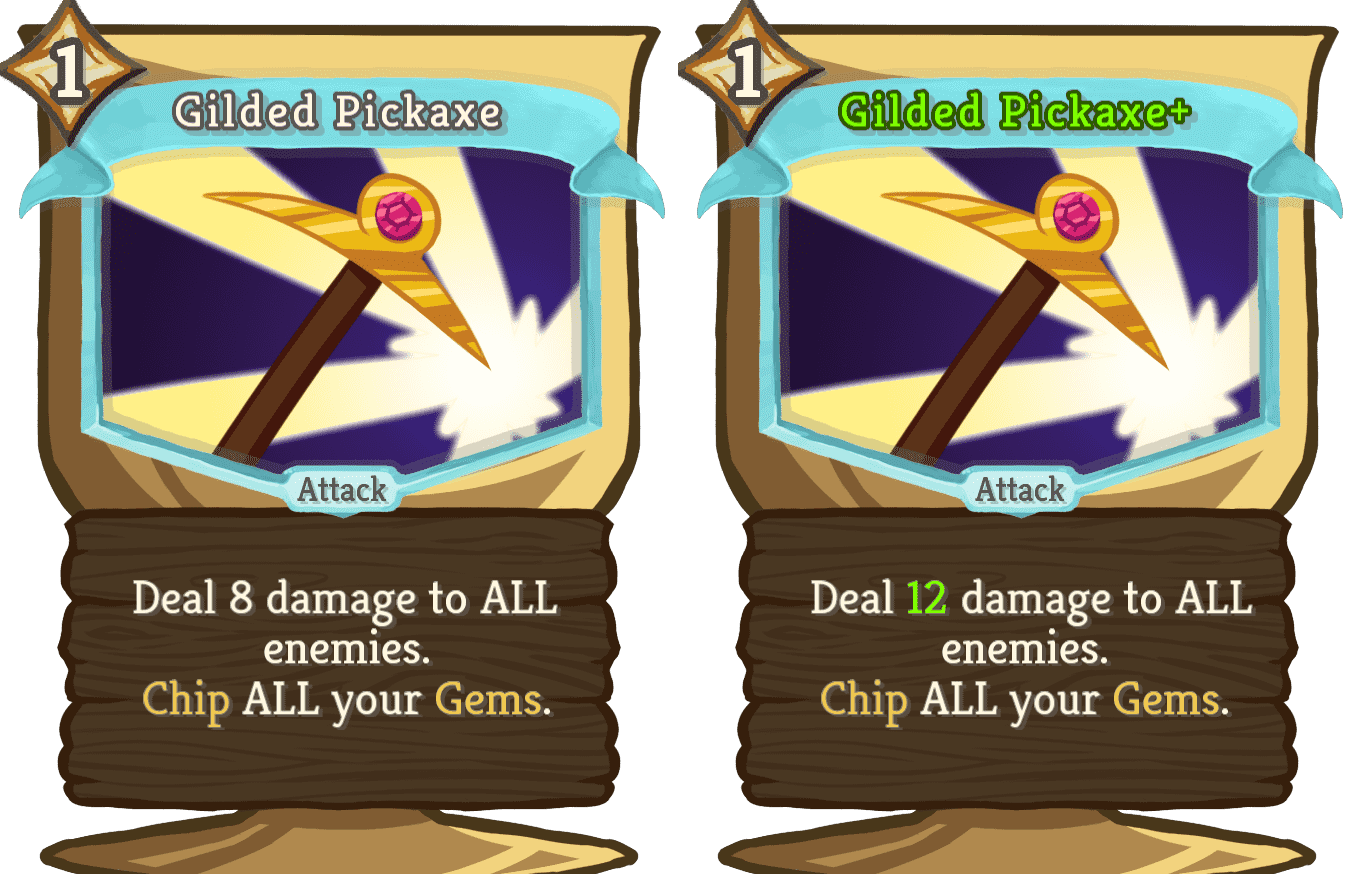 1
Gilded Pickaxe
Attack
Deal 8 damage to ALL
enemies.
Chip ALL your Gems.
1
Gilded Pickaxe+
Attack
Deal 12 damage to ALL
enemies.
Chip ALL your Gems.